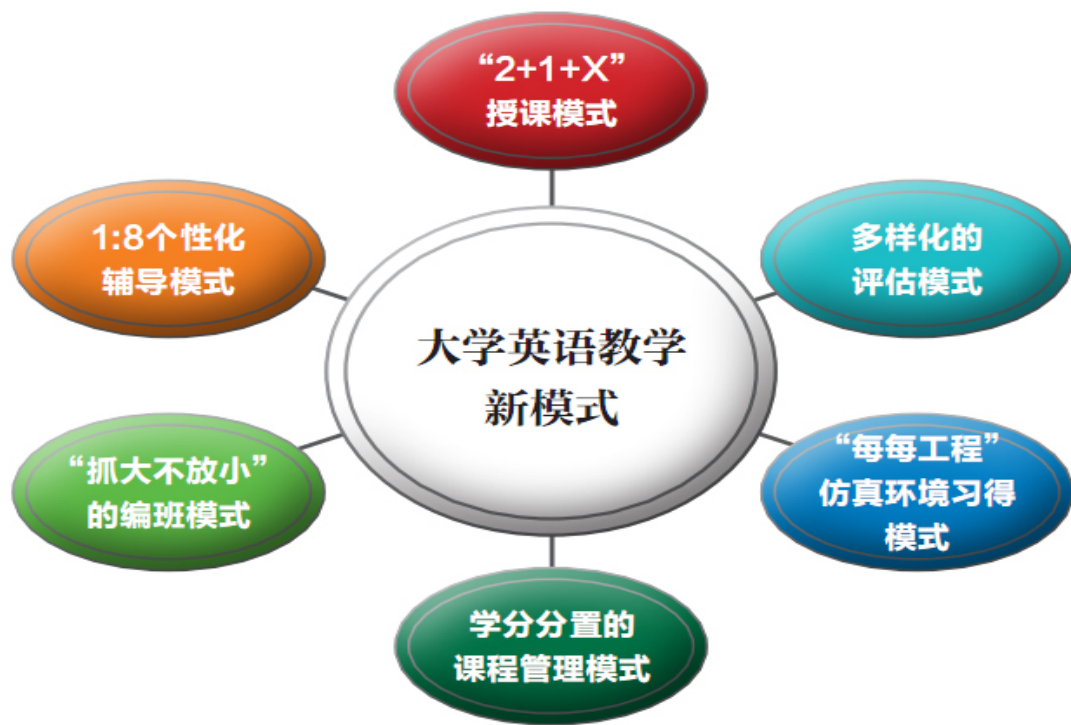 “2+1+X”
授课模式
1:8个性化
辅导模式
多样化的
评估模式
大学英语教学
新模式
“抓大不放小”
的编班模式
“每每工程”
仿真环境习得
模式
学分分置的
课程管理模式